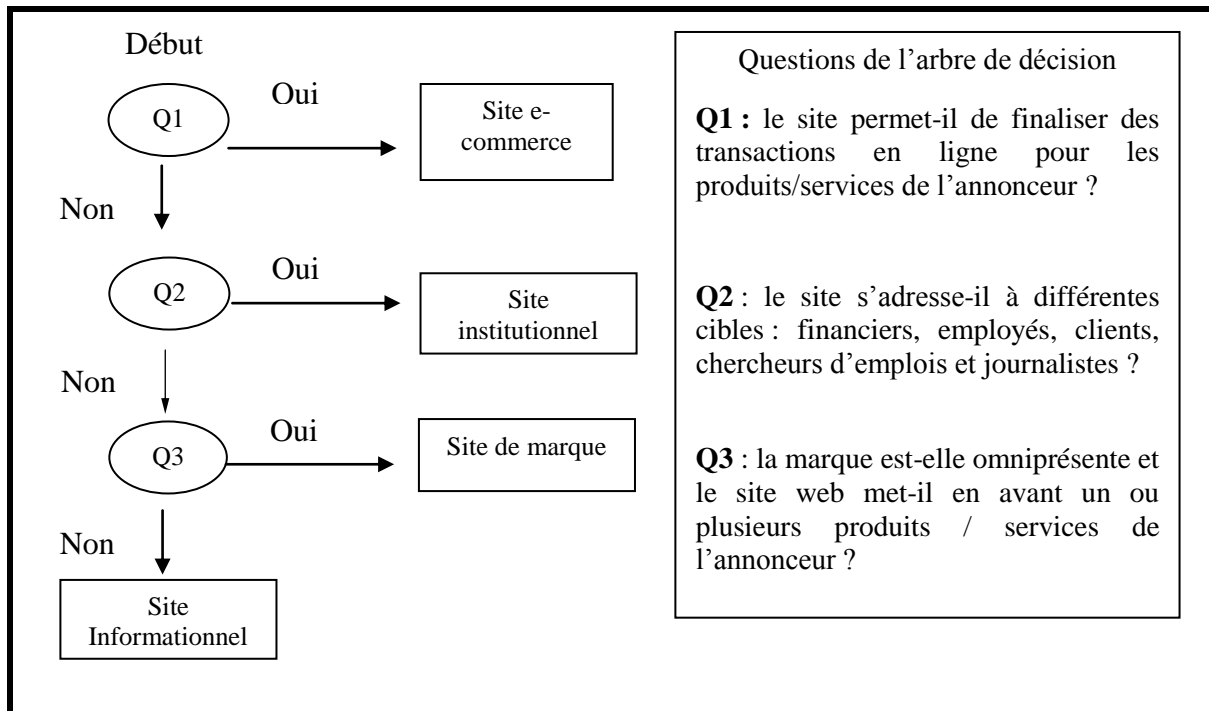 Début
Q1
Oui
Site e-
commerce
Non
Q2
Oui
Site
institutionnel
Non
Q3
Oui
Site de marque
Non
Site
Informationnel
Questions de l’arbre de décision
Q1 : le site permet-il de finaliser des
transactions en ligne pour les
produits/services de l’annonceur ?
Q2 : le site s’adresse-il à différentes
cibles : financiers, employés, clients,
chercheurs d’emplois et journalistes ?
Q3 : la marque est-elle omniprésente et
le site web met-il en avant un ou
plusieurs produits / services de
l’annonceur ?